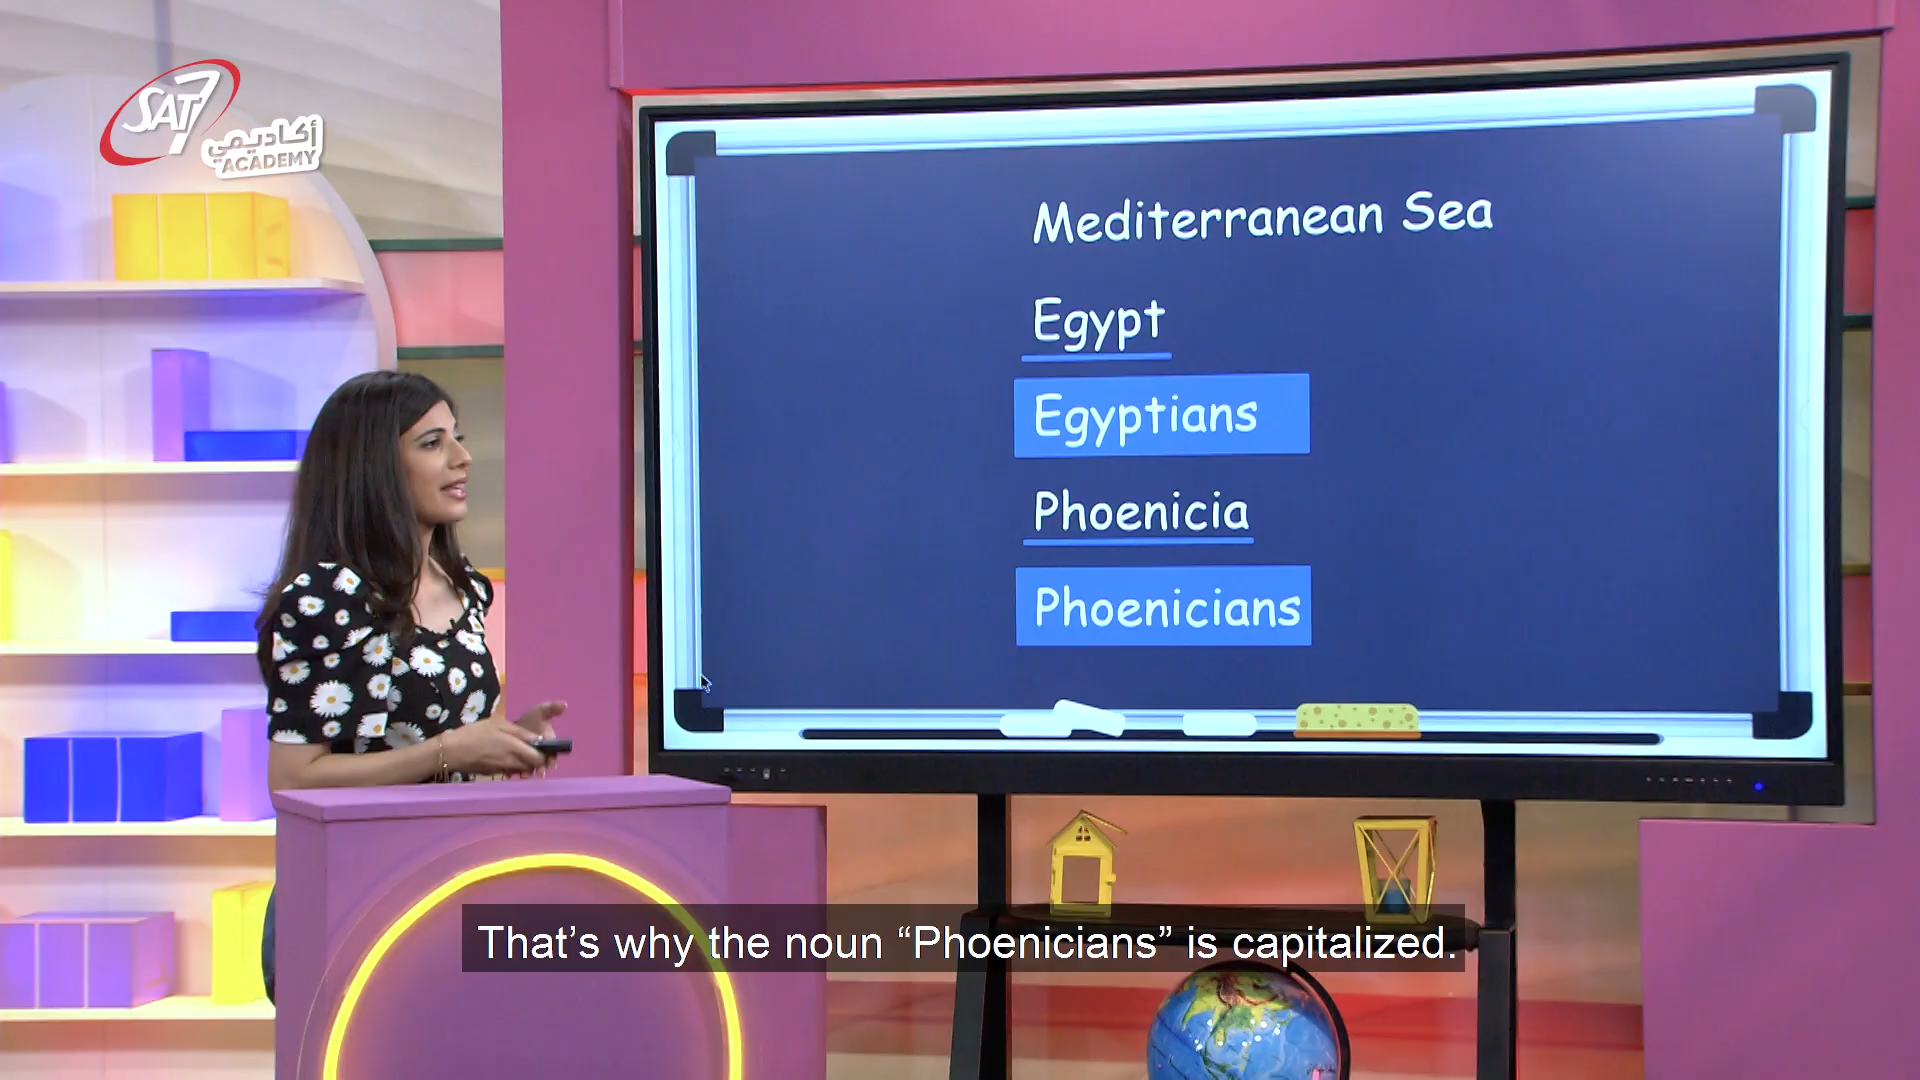 SAT7
أكاديمي
ACADEMY
Mediterranean Sea
Egypt
Egyptians
Phoenicia
Phoenicians
That's why the noun “Phoenicians” is capitalized.